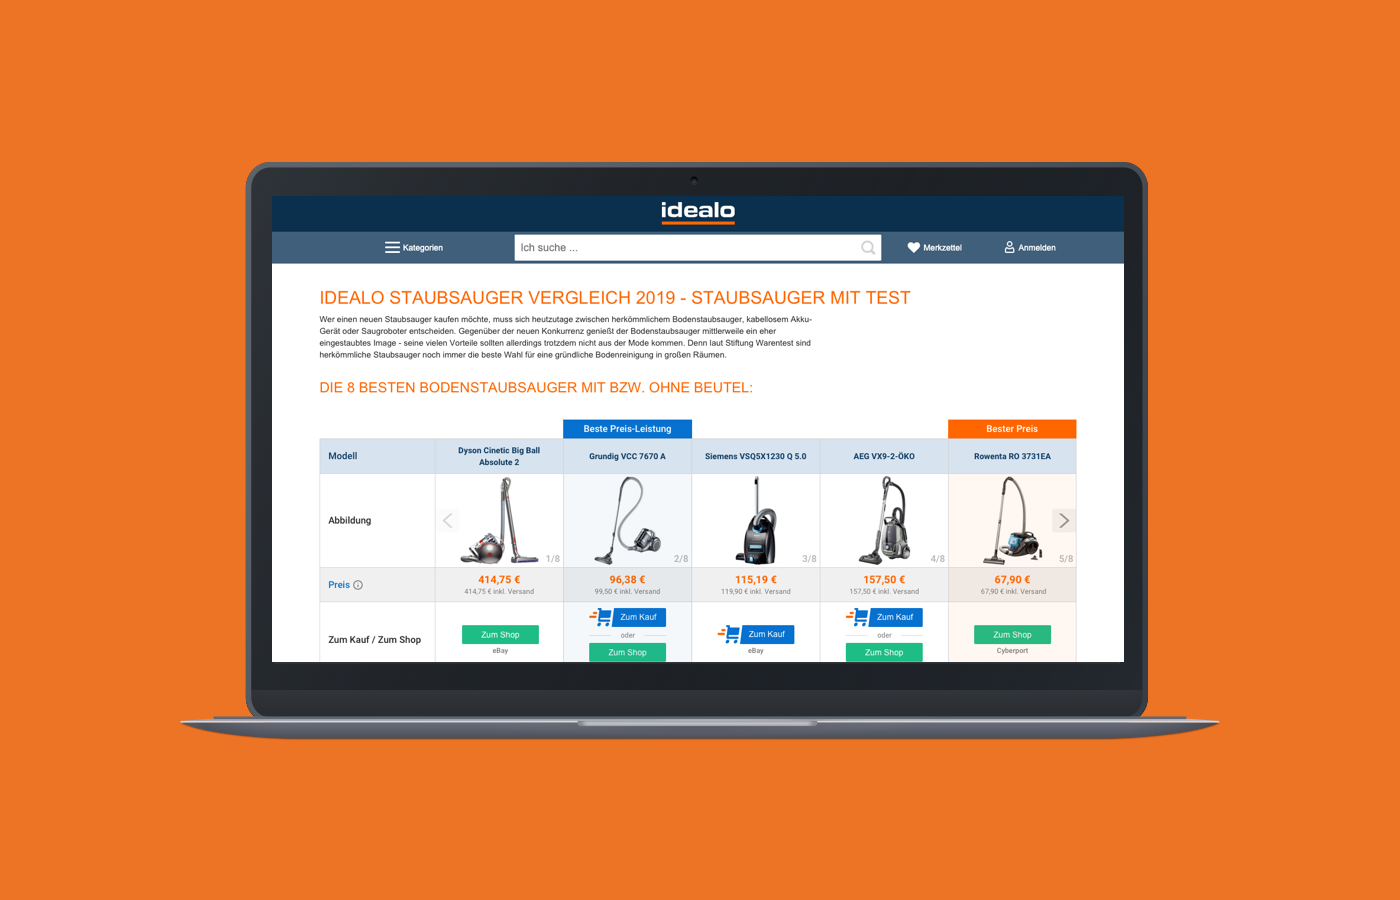 idealo
Kategorien
Ich suche ...
Merkzettel
Anmelden
IDEALO STAUBSAUGER VERGLEICH 2019 - STAUBSAUGER MIT TEST
Wer einen neuen Staubsauger kaufen möchte, muss sich heutzutage zwischen herkömmlichem Bodenstaubsauger, kabellosem Akku-
Gerät oder Saugroboter entscheiden. Gegenüber der neuen Konkurrenz genießt der Bodenstaubsauger mittlerweile ein eher
eingestaubtes Image - seine vielen Vorteile sollten allerdings trotzdem nicht aus der Mode kommen. Denn laut Stiftung Warentest sind
herkömmliche Staubsauger noch immer die beste Wahl für eine gründliche Bodenreinigung in großen Räumen.
DIE 8 BESTEN BODENSTAUBSAUGER MIT BZW. OHNE BEUTEL:
Beste Preis-Leistung
Bester Preis
Modell
Dyson Cinetic Big Ball
Absolute 2
Grundig VCC 7670 A
Siemens VSQ5X1230 Q 5.0
AEG VX9-2-ÖKO
Rowenta RO 3731EA
Abbildung
1/8
2/8
3/8
4/8
5/8
Preis
414,75 €
414,75 € inkl. Versand
96,38 €
99,50 € inkl. Versand
115,19 €
119,90 € inkl. Versand
157,50 €
157,50 € inkl. Versand
67,90 €
67,90 € inkl. Versand
Zum Kauf / Zum Shop
Zum Shop
eBay
Zum Kauf
oder
Zum Shop
Zum Kauf
eBay
Zum Kauf
oder
Zum Shop
Zum Shop
Cyberport